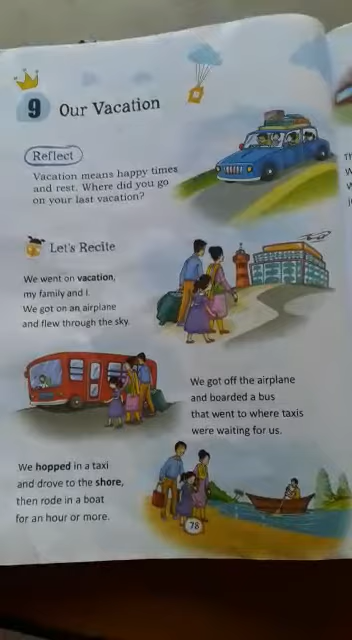 9 Our Vacation
Reflect
Vacation means happy times
and rest. Where did you go
on your last vacation?
Let's Recite
We went on vacation,
my family and I.
We got on an airplane
and flew through the sky.
We got off the airplane
and boarded a bus
that went to where taxis
were waiting for us.
We hopped in a taxi
and drove to the shore,
then rode in a boat
for an hour or more.
78